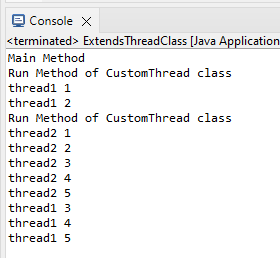 Console
<terminated> ExtendsThreadClass [Java Application
Main Method
Run Method of CustomThread class
thread1 1
thread1 2
Run Method of CustomThread class
thread2 1
thread2 2
thread2 3
thread2 4
thread2 5
thread1 3
thread1 4
thread1 5